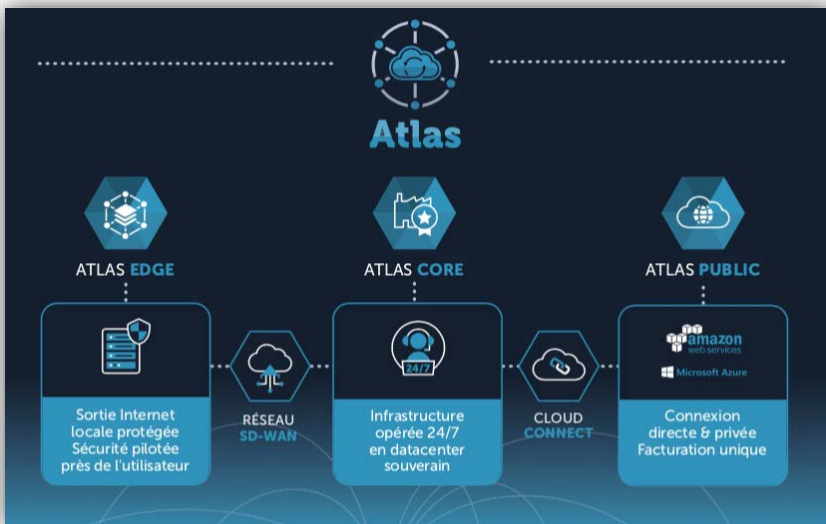 Atlas
ATLAS EDGE
ATLAS CORE
ATLAS PUBLIC
24/7
amazon
web services
Microsoft Azure
Sortie Internet
locale protégée
Sécurité pilotée
près de l'utilisateur
RÉSEAU
SD-WAN
Infrastructure
opérée 24/7
en datacenter
souverain
CLOUD
CONNECT
Connexion
directe & privée
Facturation unique